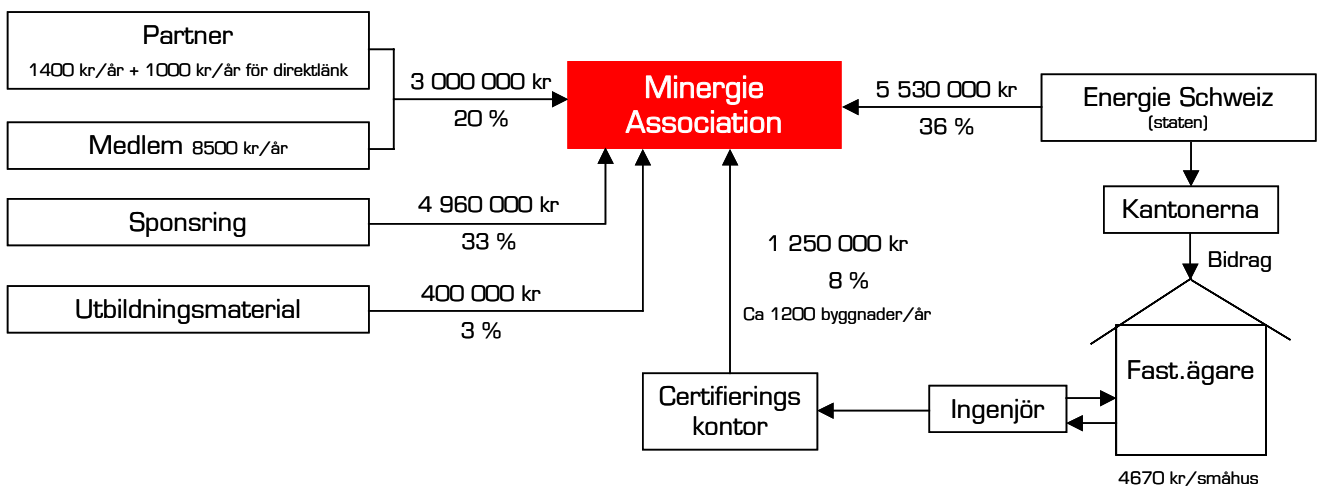 Partner
1400 kr/år + 1000 kr/år för direktlänk
Medlem 8500 kr/år
3 000 000 kr
20 %
Sponsring
4 960 000 kr
33 %
Utbildningsmaterial
400 000 kr
3 %
Minergie
Association
5 530 000 kr
36 %
Energie Schweiz
(staten)
Kantonerna
Bidrag
1 250 000 kr
8 %
Ca 1200 byggnader/år
Certifierings
kontor
Ingenjör
Fast.ägare
4670 kr/småhus